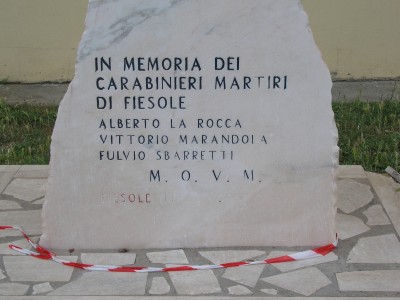 IN MEMORIA DEI
CARABINIERI MARTIRI
DI FIESOLE
ALBERTO LA ROCCA
VITTORIO MARANDOLA
FULVIO SBARRETTI
M. O. V. M.